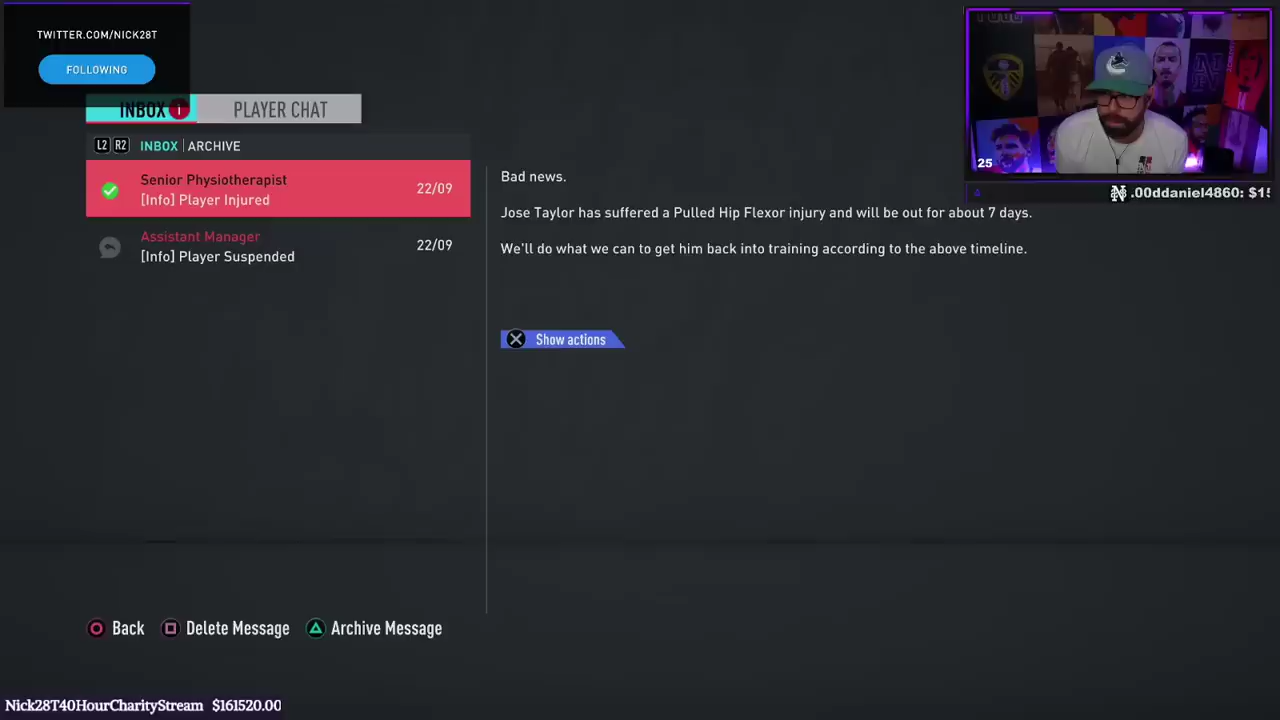 TWITTER.COM/NICK28T
FOLLOWING
INBOX
PLAYER CHAT
L2 R2 INBOX | ARCHIVE
Senior Physiotherapist
[Info] Player Injured
22/09
Assistant Manager
[Info] Player Suspended
22/09
Bad news.
Jose Taylor has suffered a Pulled Hip Flexor injury and will be out for about 7 days.
We'll do what we can to get him back into training according to the above timeline.
Show actions
25
.00ddaniel4860: $15
Back Delete Message Archive Message
Nick28T40HourCharityStream $161520.00